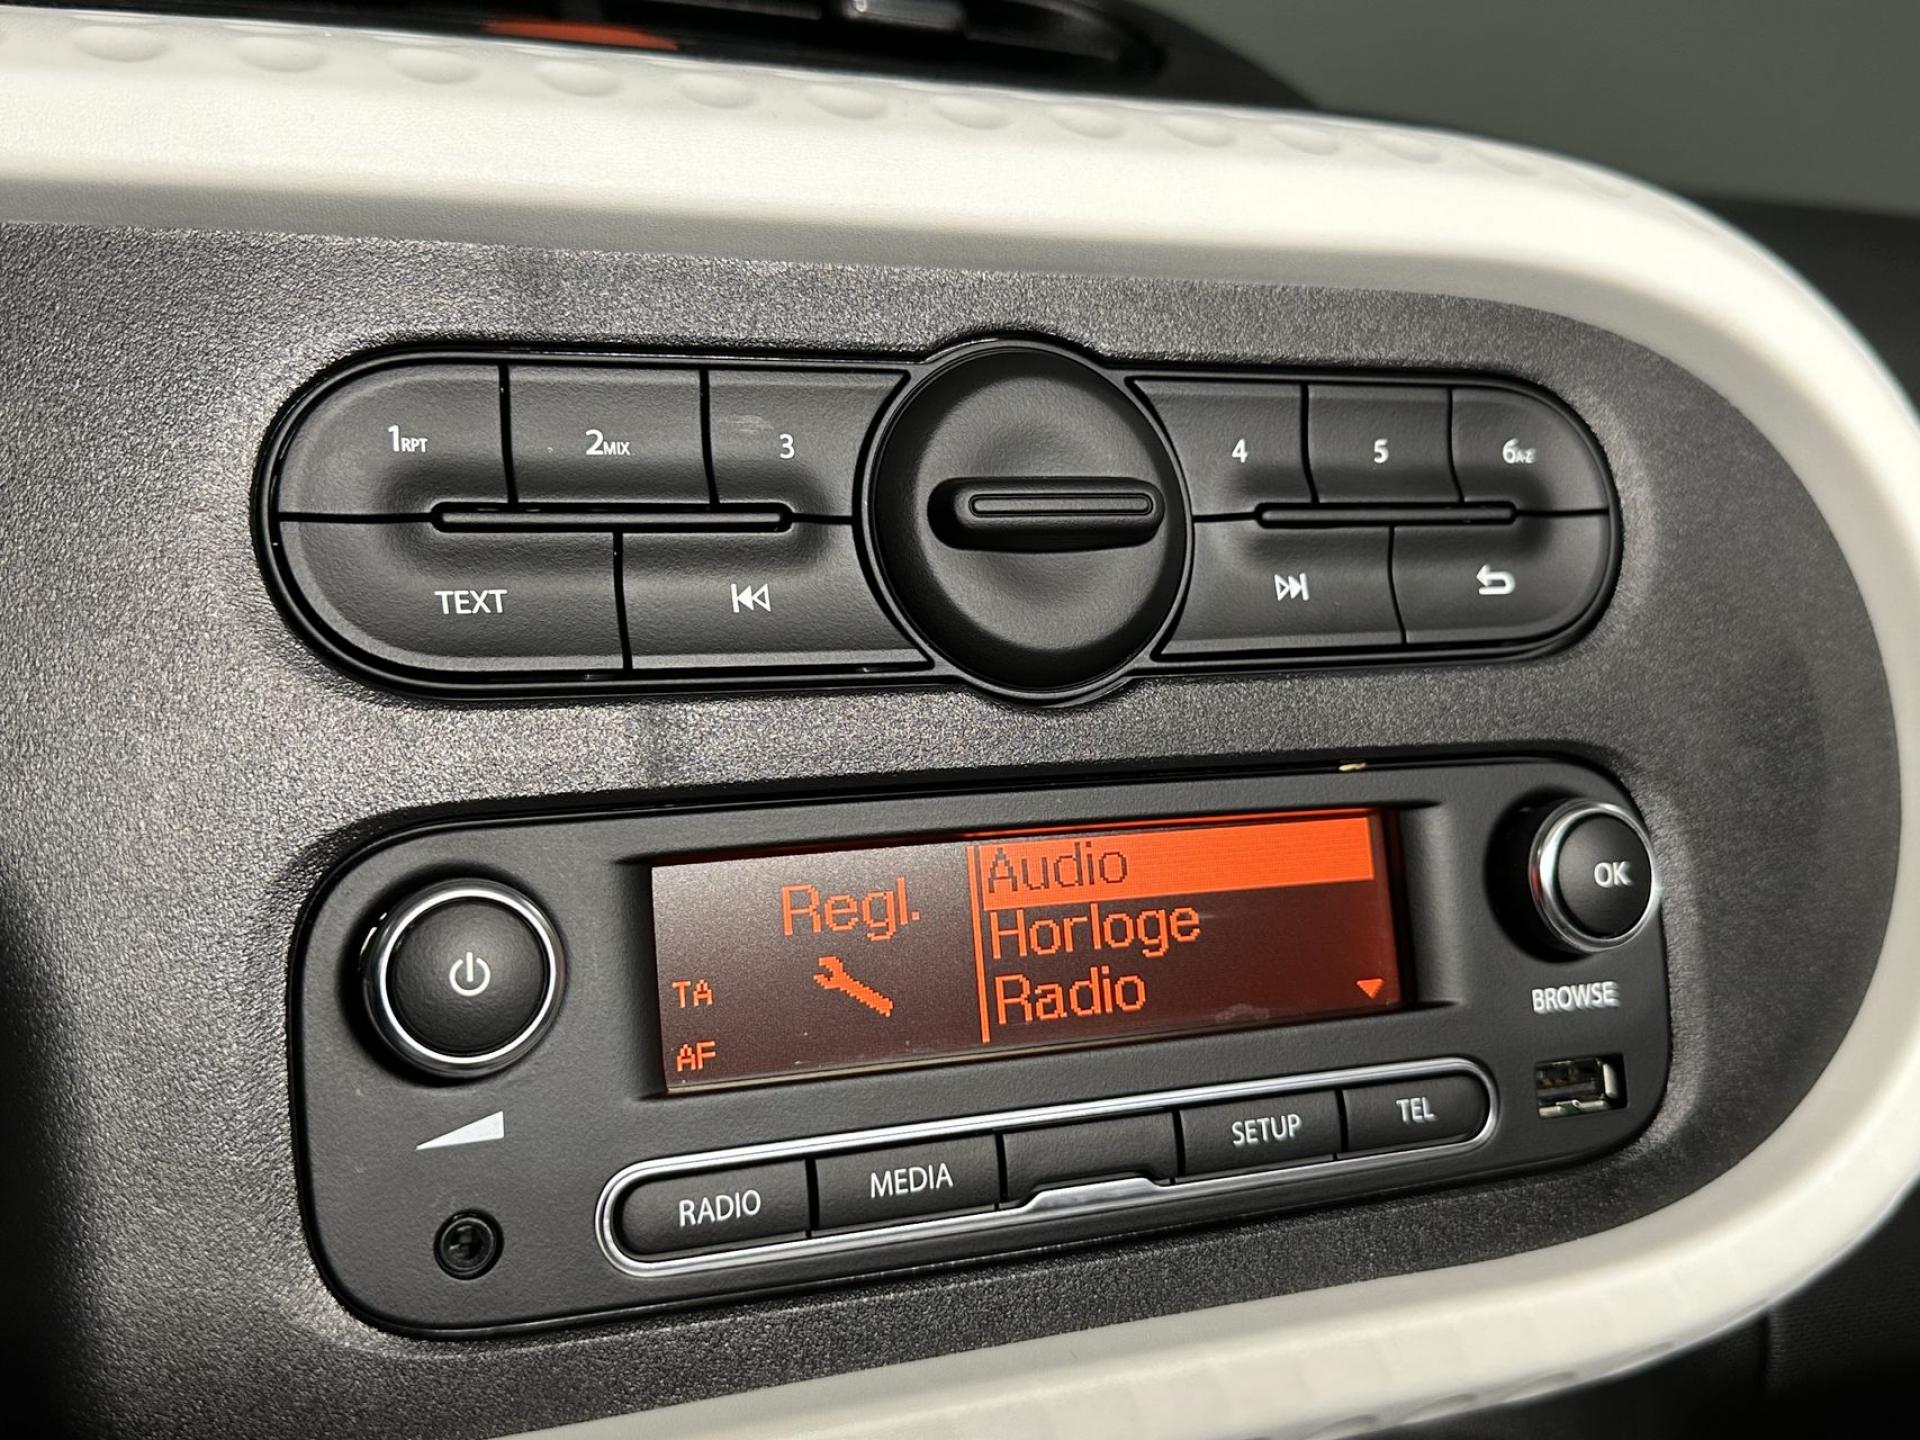 1RPT
2MIX
3
4
5
6A-Z
TEXT
Regl.
TA
AF
Audio
Horloge
Radio
OK
BROWSE
RADIO
MEDIA
SETUP
TEL